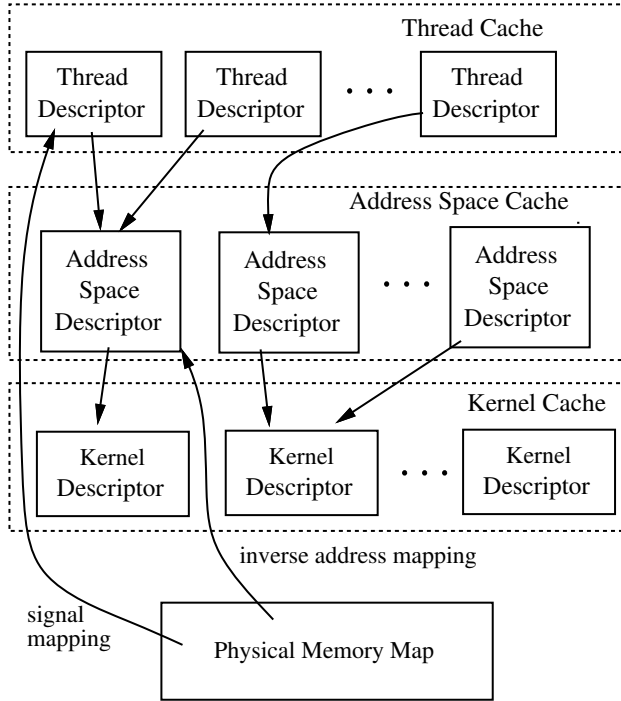 Thread Cache
Thread
Descriptor
Thread
Descriptor
. . .
Thread
Descriptor
Address Space Cache
Address
Space
Descriptor
Address
Space
Descriptor
. . .
Address
Space
Descriptor
Kernel Cache
Kernel
Descriptor
Kernel
Descriptor
. . .
Kernel
Descriptor
inverse address mapping
signal
mapping
Physical Memory Map